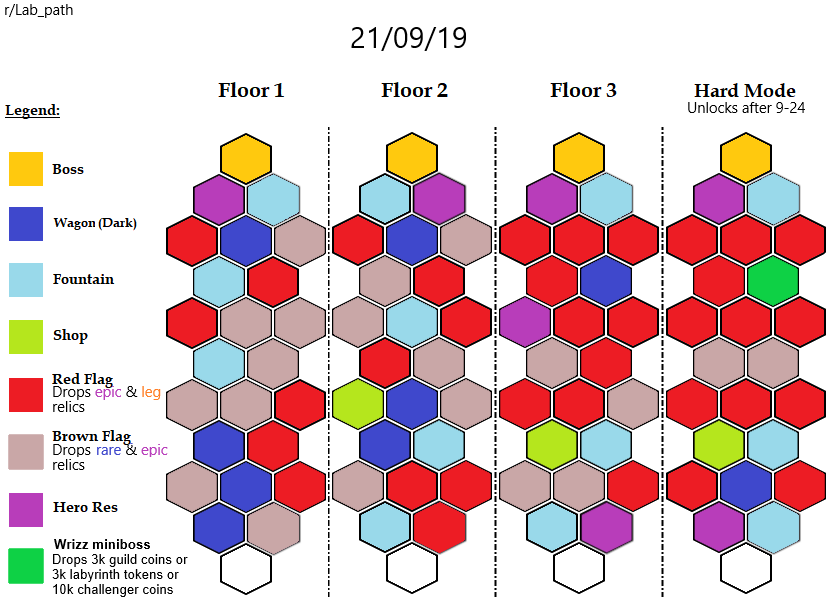 r/Lab_path
21/09/19
Floor 1
Floor 2
Floor 3
Hard Mode
Unlocks after 9-24
Legend:
Boss
Wagon (Dark)
Fountain
Shop
Red Flag
Drops epic & leg
relics
Brown Flag
Drops rare & epic
relics
Hero Res
Wrizz miniboss
Drops 3k guild coins or
3k labyrinth tokens or
10k challenger coins